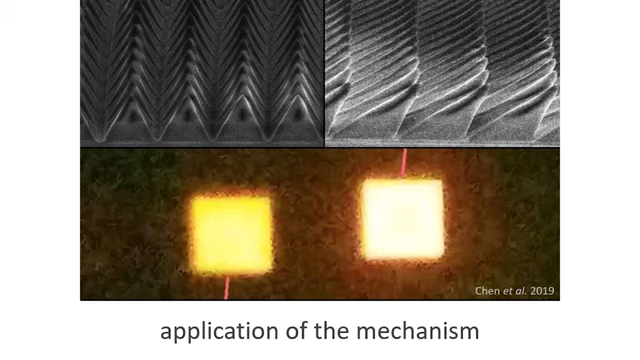 Chen et al. 2019
application of the mechanism